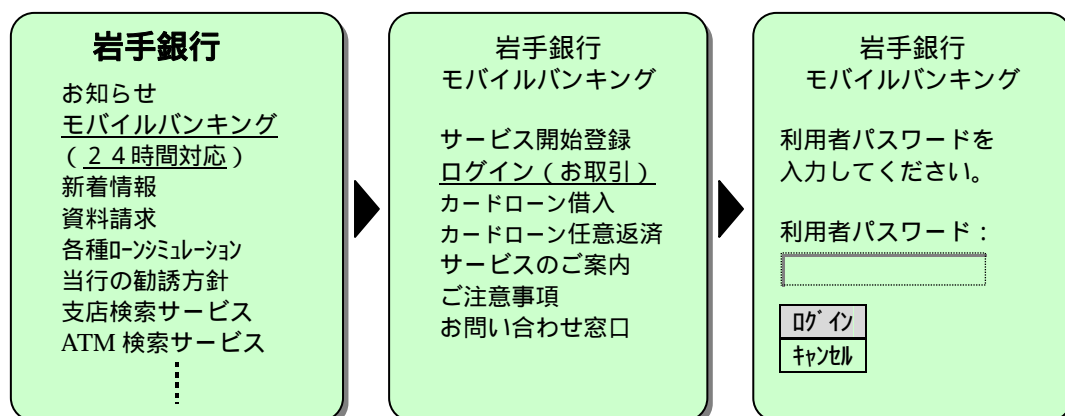 岩手銀行
お知らせ
モバイルバンキング
(２４時間対応)
新着情報
資料請求
各種ﾛｰﾝｼﾐｭﾚｰｼｮﾝ
当行の勧誘方針
支店検索サービス
ATM 検索サービス
岩手銀行
モバイルバンキング
サービス開始登録
ログイン(お取引)
カードローン借入
カードローン任意返済
サービスのご案内
ご注意事項
お問い合わせ窓口
岩手銀行
モバイルバンキング
利用者パスワードを
入力してください。
利用者パスワード：
ﾛｸﾞｲﾝ
ｷｬﾝｾﾙ